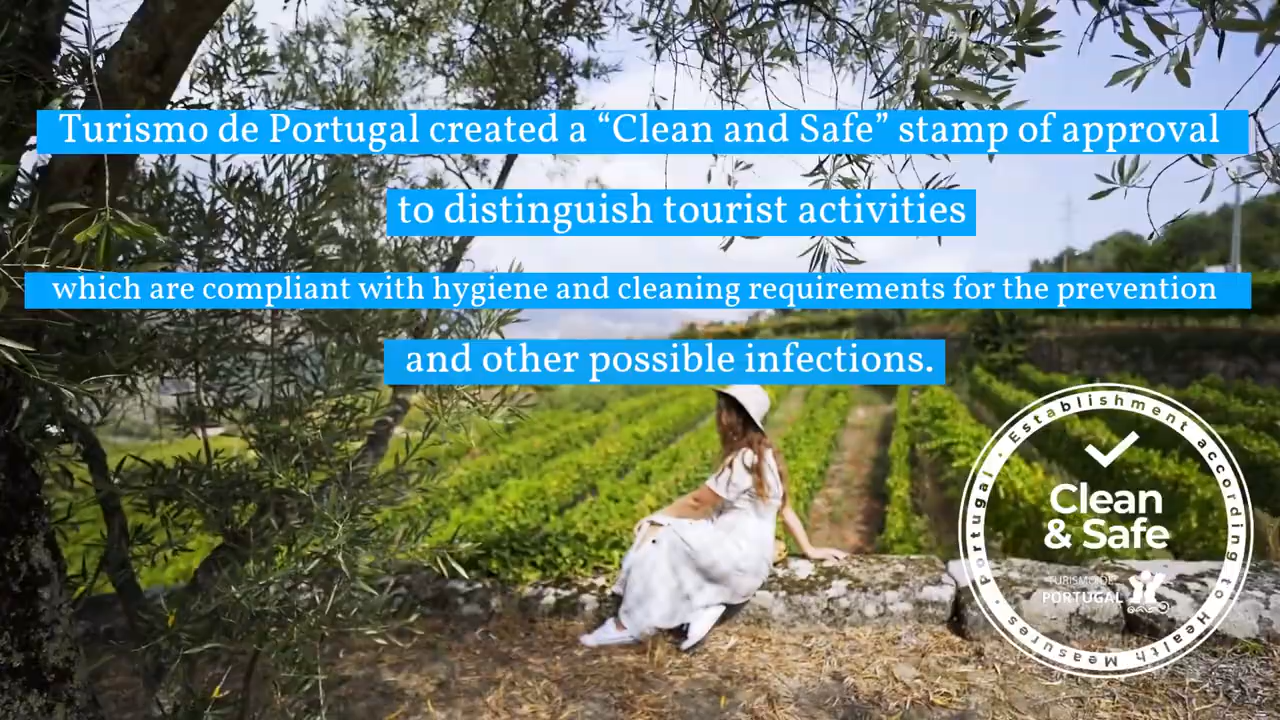 Turismo de Portugal created a “Clean and Safe” stamp of approval
to distinguish tourist activities
which are compliant with hygiene and cleaning requirements for the prevention
and other possible infections.
Portugal · Establishment according to Health Measures ·
Clean
& Safe
TURISMO DE
PORTUGAL